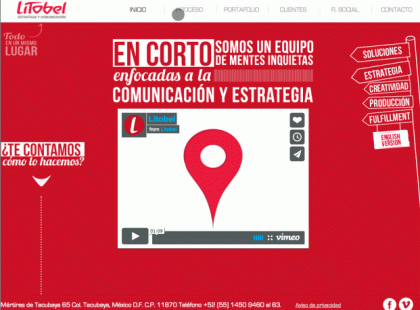 Litobel
ESTRATEGIA Y COMUNICACIÓN
INICIO
PROCESO
PORTAFOLIO
CLIENTES
R. SOCIAL
CONTACTO
Todo
EN UN MISMO
LUGAR
EN CORTO SOMOS UN EQUIPO
DE MENTES INQUIETAS
enfocadas a la
COMUNICACIÓN Y ESTRATEGIA
SOLUCIONES
ESTRATEGIA
CREATIVIDAD
PRODUCCIÓN
FULFILLMENT
ENGLISH
VERSION
¿TE CONTAMOS
cómo lo hacemos?
Litobel
from Litobel
01:09
vimeo
Mártires de Tacubaya 65 Col. Tacubaya, México D.F. C.P. 11870 Teléfono +52 (55) 1450 9460 al 63.
Aviso de privacidad